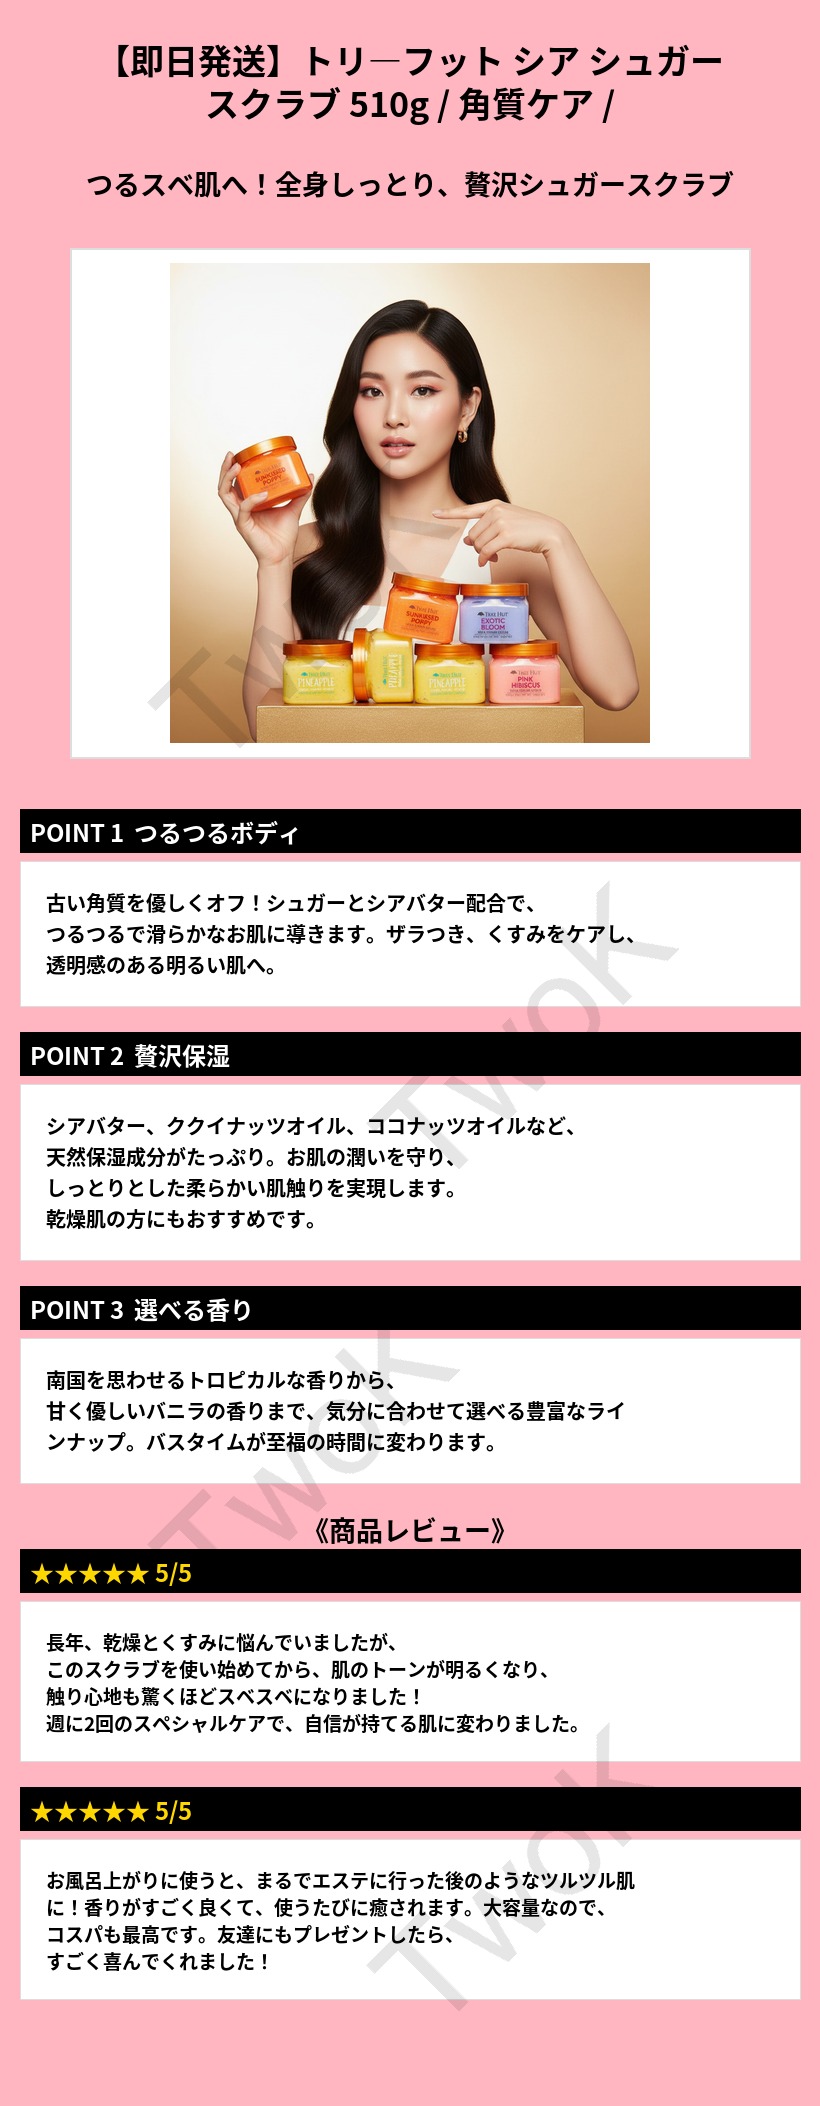 【即日発送】トリ―フット シア シュガー
スクラブ 510g / 角質ケア /
つるスベ肌へ！全身しっとり、贅沢シュガースクラブ
SUNKISSED
POPPY
TREE HUT
SUNKISSED
POPPY
TREE HUT
EXOTIC
BLOOM
TREE HUT
PINEAPPLE
PINEAPPLE
TREE HUT
PINEAPPLE
TREE HUT
PINK
HIBISCUS
TwoK
POINT 1 つるつるボディ
古い角質を優しくオフ！シュガーとシアバター配合で、
つるつるで滑らかなお肌に導きます。ザラつき、くすみをケアし、
透明感のある明るい肌へ。
TwoK
POINT 2 贅沢保湿
シアバター、ククイナッツオイル、ココナッツオイルなど、
天然保湿成分がたっぷり。お肌の潤いを守り、
しっとりとした柔らかい肌触りを実現します。
乾燥肌の方にもおすすめです。
POINT 3 選べる香り
南国を思わせるトロピカルな香りから、
甘く優しいバニラの香りまで、気分に合わせて選べる豊富なライ
ンナップ。バスタイムが至福の時間に変わります。
TwoK
《商品レビュー》
★★★★★ 5/5
長年、乾燥とくすみに悩んでいましたが、
このスクラブを使い始めてから、肌のトーンが明るくなり、
触り心地も驚くほどスベスベになりました！
週に2回のスペシャルケアで、自信が持てる肌に変わりました。
★★★★★ 5/5
お風呂上がりに使うと、まるでエステに行った後のようなツルツル肌
に！香りがすごく良くて、使うたびに癒されます。大容量なので、
コスパも最高です。友達にもプレゼントしたら、
すごく喜んでくれました！
TwoK